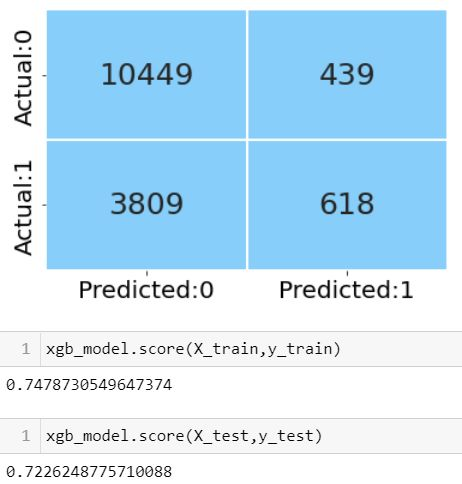 Actual:0
10449 439
Actual:1
3809 618
Predicted:0 Predicted:1
1 xgb_model.score(X_train,y_train)
0.7478730549647374
1 xgb_model.score(X_test,y_test)
0.7226248775710088